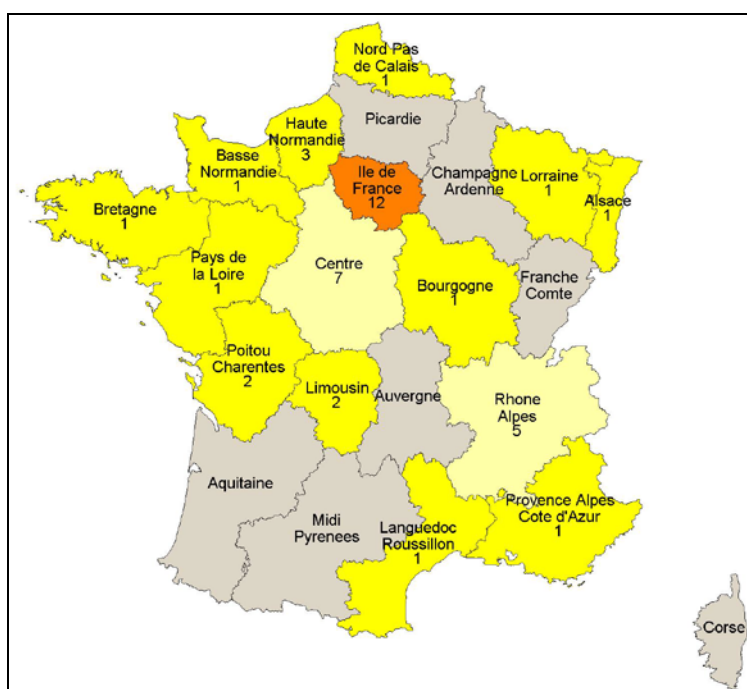 Nord Pas
de Calais
1
Picardie
Haute
Normandie
3
Basse
Normandie
1
Ile de
France
12
Champagne
Ardenne
Lorraine
1
Alsace
1
Bretagne
1
Pays de
la Loire
1
Centre
7
Bourgogne
1
Franche
Comte
Poitou
Charentes
2
Limousin
2
Auvergne
Rhone
Alpes
5
Aquitaine
Midi
Pyrenees
Languedoc
Roussillon
1
Provence Alpes
Cote d'Azur
1
Corse